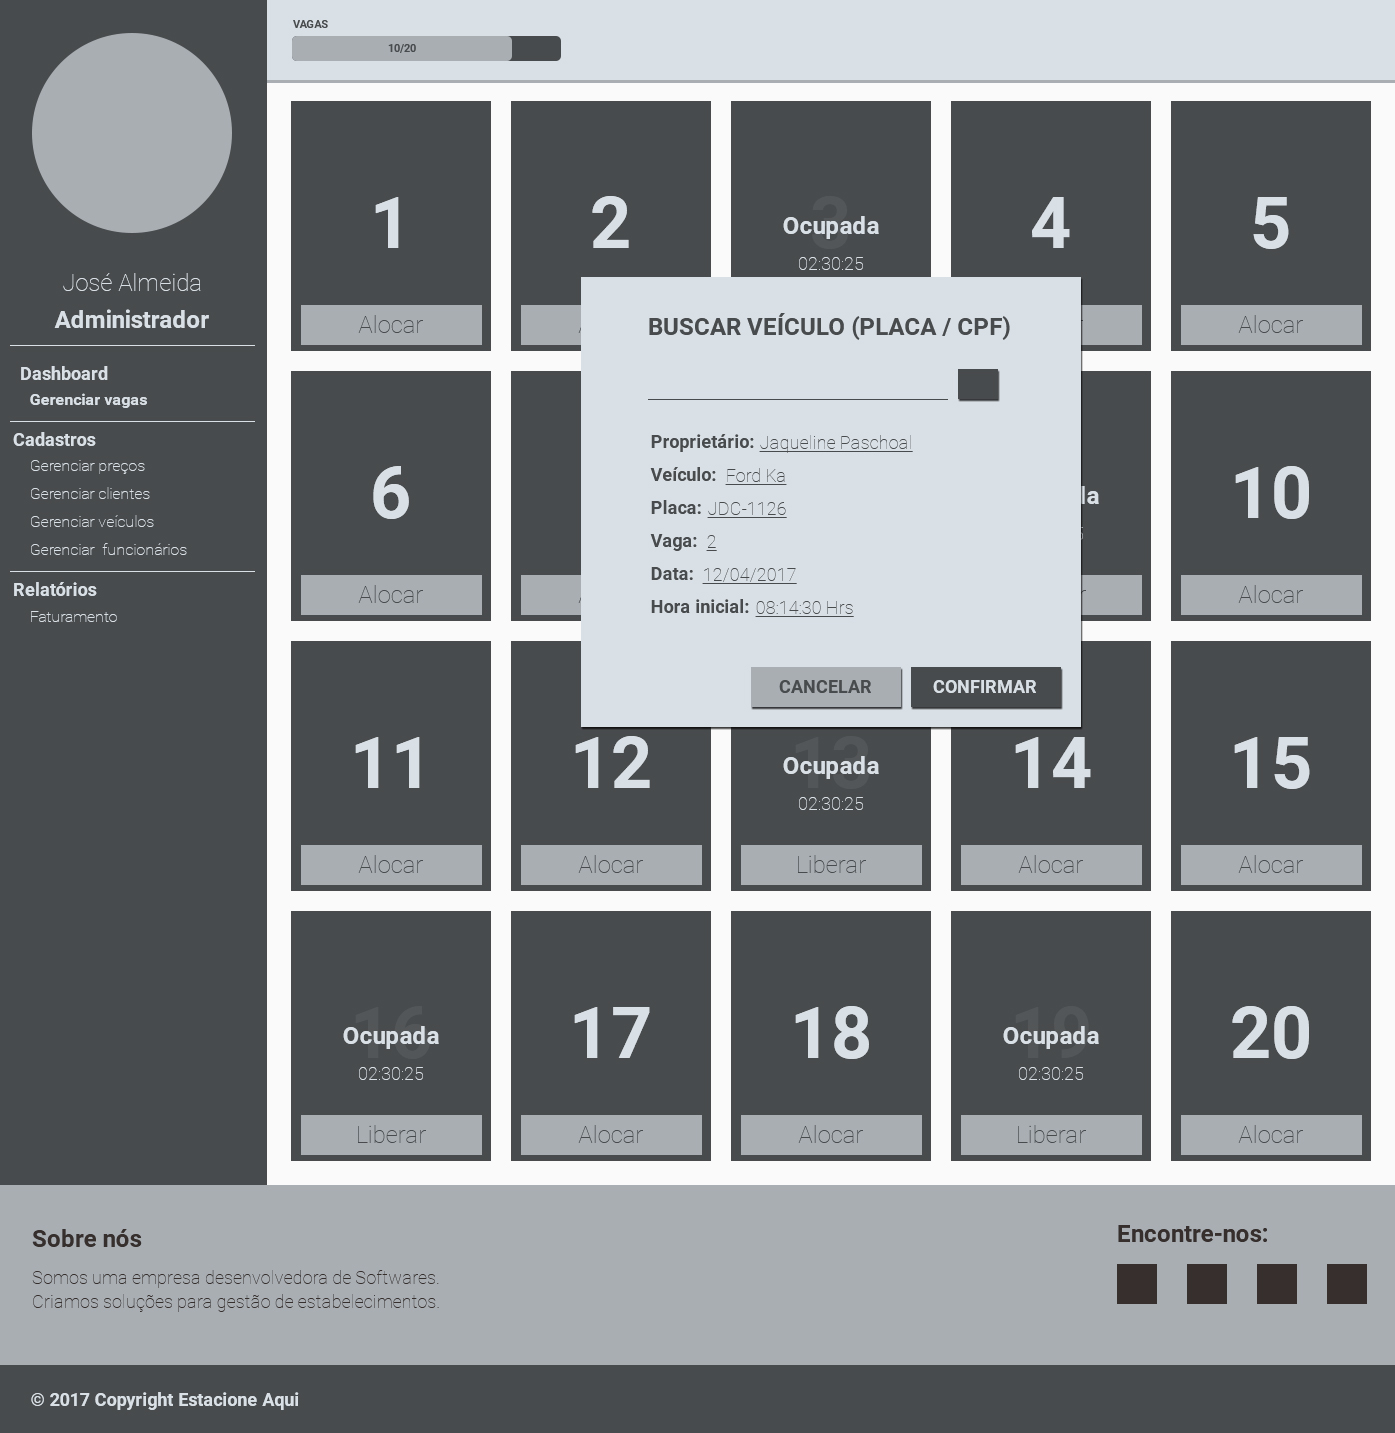 VAGAS
10/20
José Almeida
Administrador
Dashboard
Gerenciar vagas
Cadastros
Gerenciar preços
Gerenciar clientes
Gerenciar veículos
Gerenciar  funcionários
Relatórios
Faturamento
1
2
3
Ocupada
02:30:25
4
5
Alocar
Alocar
BUSCAR VEÍCULO (PLACA / CPF)
Proprietário: Jaqueline Paschoal
Veículo: Ford Ka
Placa: JDC-1126
Vaga: 2
Data: 12/04/2017
Hora inicial: 08:14:30 Hrs
CANCELAR
CONFIRMAR
6
10
Alocar
Alocar
11
12
13
Ocupada
02:30:25
14
15
Alocar
Alocar
Liberar
Alocar
Alocar
16
Ocupada
02:30:25
17
18
19
Ocupada
02:30:25
20
Liberar
Alocar
Alocar
Liberar
Alocar
Sobre nós
Somos uma empresa desenvolvedora de Softwares.
Criamos soluções para gestão de estabelecimentos.
Encontre-nos:
© 2017 Copyright Estacione Aqui